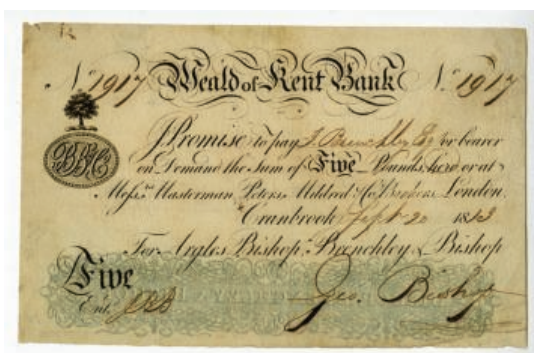 No. 1917 Weald of Kent Bank No. 1917
I Promise to pay J. Brenchley Esq. or bearer
on Demand the Sum of Five Pounds, here or at
Messrs. Masterman Peters Mildred & Co. Bankers London.
Cranbrook Sept. 20 1813
For Argles Bishop, Brenchley & Bishop
Five
Entd. Geo. Bishop